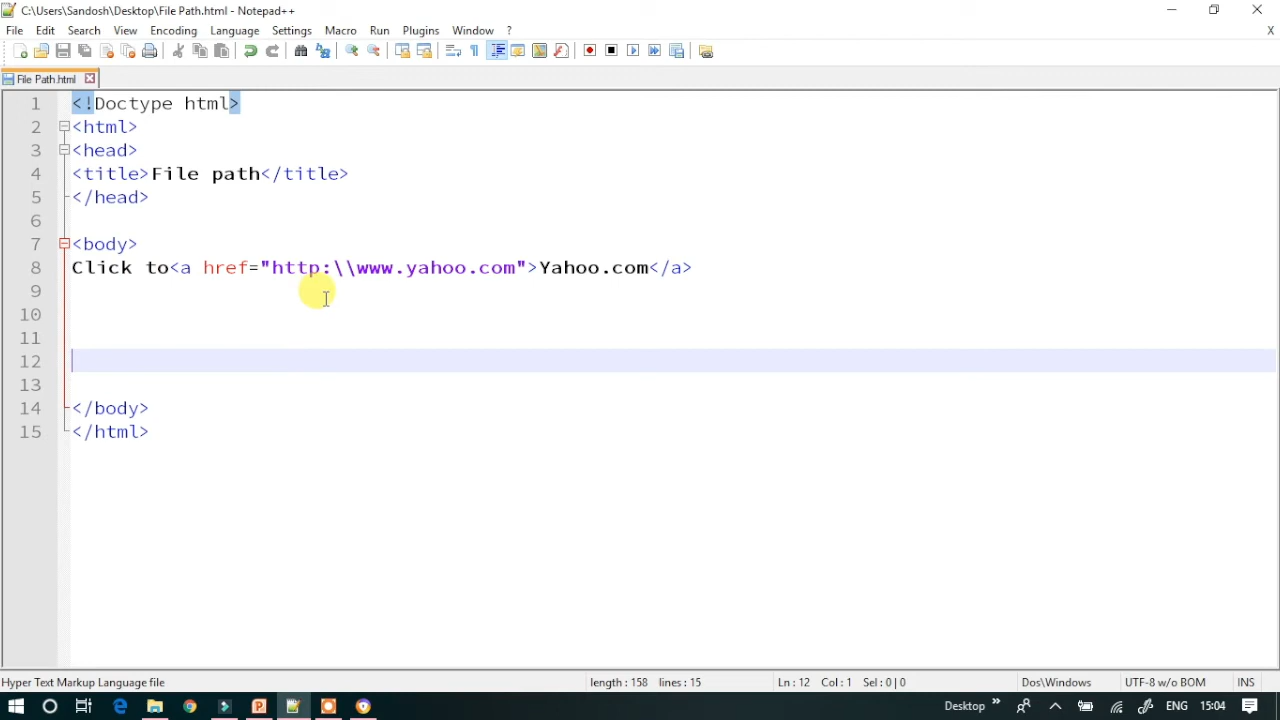 C:\Users\Sandosh\Desktop\File Path.html - Notepad++
File Edit Search View Encoding Language Settings Macro Run Plugins Window ? X
File Path.html
1 <!Doctype html>
2 <html>
3 <head>
4 <title>File path</title>
5 </head>
6
7 <body>
8 Click to<a href="http:\\www.yahoo.com">Yahoo.com</a>
9
10
11
12
13
14 </body>
15 </html>
Hyper Text Markup Language file length : 158 lines : 15 Ln : 12 Col : 1 Sel : 0 | 0 Dos\Windows UTF-8 w/o BOM INS
Desktop » ENG 15:04